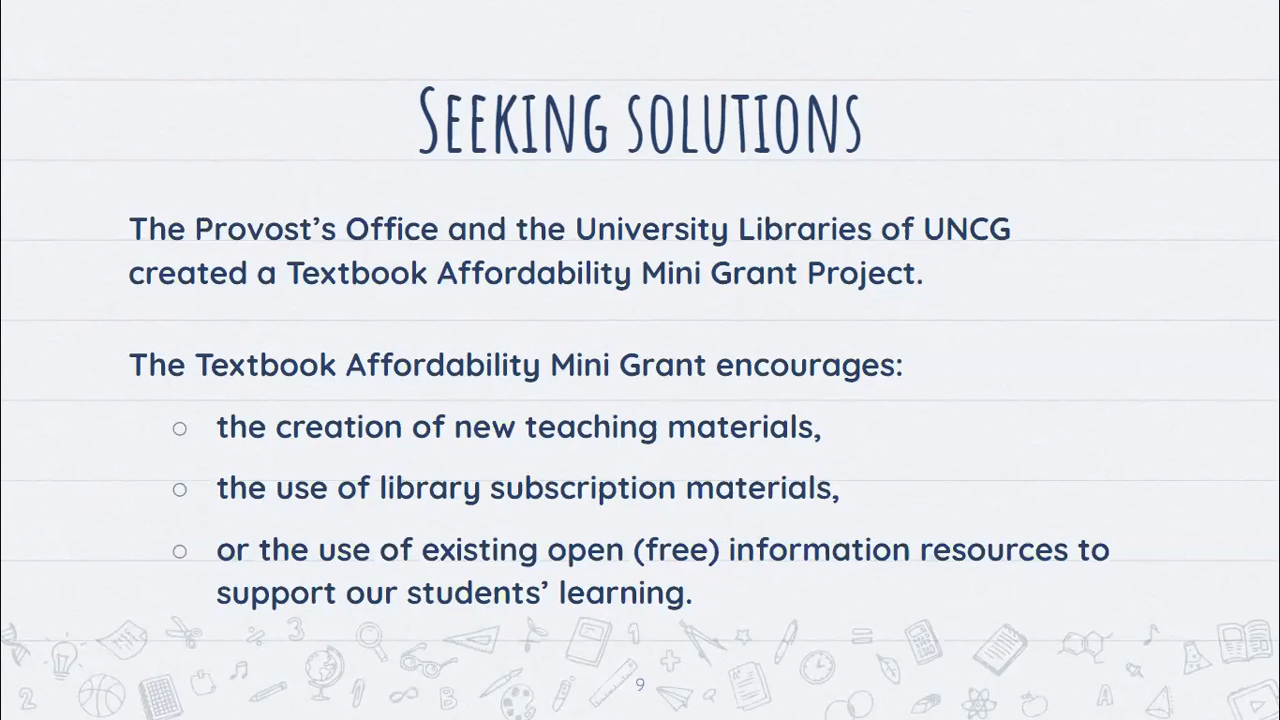 Seeking solutions
The Provost’s Office and the University Libraries of UNCG
created a Textbook Affordability Mini Grant Project.
The Textbook Affordability Mini Grant encourages:
○ the creation of new teaching materials,
○ the use of library subscription materials,
○ or the use of existing open (free) information resources to
support our students’ learning.
9